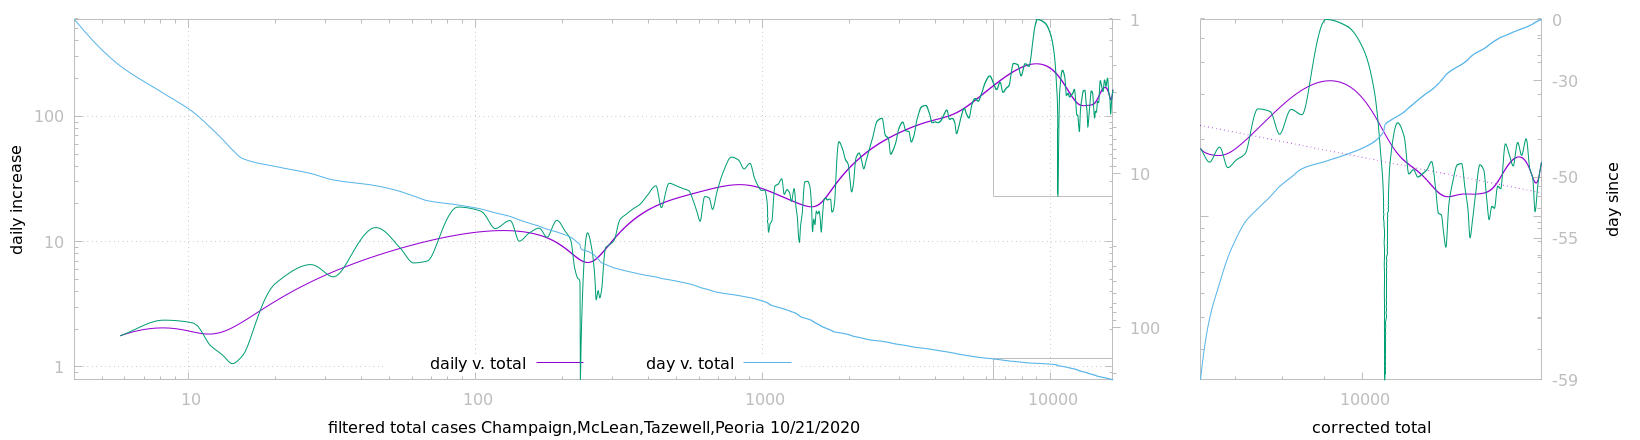 daily increase
100
10
1
10
100
1000
10000
1
10
100
daily v. total
day v. total
filtered total cases Champaign,McLean,Tazewell,Peoria 10/21/2020
10000
0
-30
-50
-55
-59
day since
corrected total